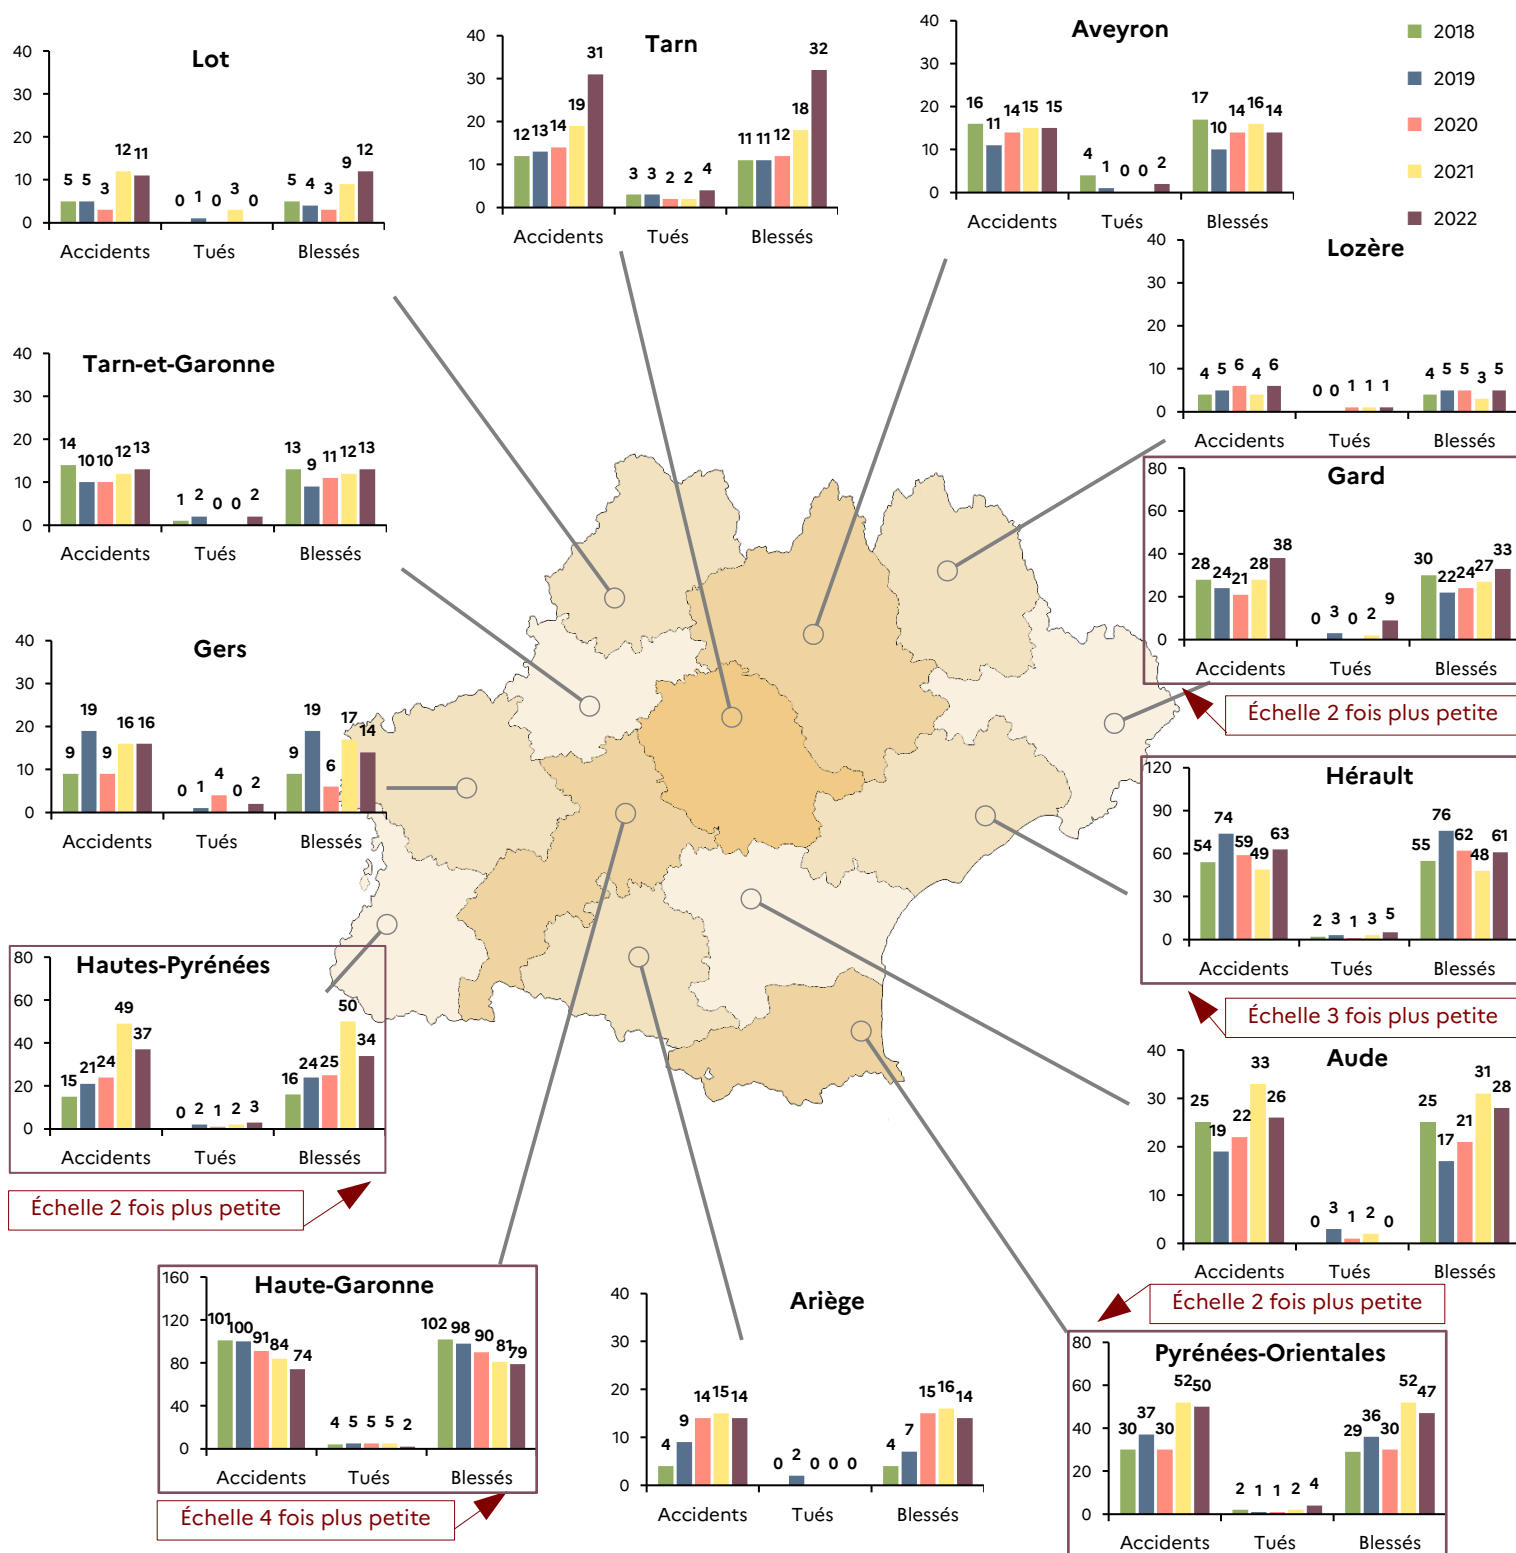 Lot
40
30
20
10
0
5 5 3 12 11
0 1 0 3 0
5 4 3 9 12
Accidents Tués Blessés
Tarn
40
30
20
10
0
12 13 14 19 31
3 3 2 2 4
11 11 12 18 32
Accidents Tués Blessés
Aveyron
40
30
20
10
0
16 11 14 15 15
4 1 0 0 2
17 10 14 16 14
Accidents Tués Blessés
2018
2019
2020
2021
2022
Lozère
40
30
20
10
0
4 5 6 4 6
0 0 1 1 1
4 5 5 3 5
Accidents Tués Blessés
Tarn-et-Garonne
40
30
20
10
0
14 10 10 12 13
1 2 0 0 2
13 9 11 12 13
Accidents Tués Blessés
Gard
80
60
40
20
0
28 24 21 28 38
0 3 0 2 9
30 22 24 27 33
Accidents Tués Blessés
Échelle 2 fois plus petite
Gers
40
30
20
10
0
9 19 9 16 16
0 1 4 0 2
9 19 6 17 14
Accidents Tués Blessés
Hérault
120
90
60
30
0
54 74 59 49 63
2 3 1 3 5
55 76 62 48 61
Accidents Tués Blessés
Échelle 3 fois plus petite
Hautes-Pyrénées
80
60
40
20
0
15 21 24 49 37
0 2 1 2 3
16 24 25 50 34
Accidents Tués Blessés
Échelle 2 fois plus petite
Aude
40
30
20
10
0
25 19 22 33 26
0 3 1 2 0
25 17 21 31 28
Accidents Tués Blessés
Haute-Garonne
160
120
80
40
0
101 100 91 84 74
4 5 5 5 2
102 98 90 81 79
Accidents Tués Blessés
Échelle 4 fois plus petite
Ariège
40
30
20
10
0
4 9 14 15 14
0 2 0 0 0
4 7 15 16 14
Accidents Tués Blessés
Échelle 2 fois plus petite
Pyrénées-Orientales
80
60
40
20
0
30 37 30 52 50
2 1 1 2 4
29 36 30 52 47
Accidents Tués Blessés